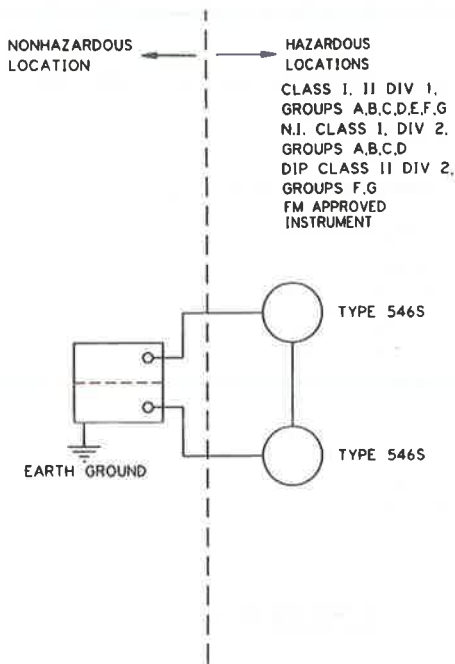 NONHAZARDOUS
LOCATION
HAZARDOUS
LOCATIONS
CLASS I, II DIV 1,
GROUPS A,B,C,D,E,F,G
N.I. CLASS I, DIV 2,
GROUPS A,B,C,D
DIP CLASS II DIV 2,
GROUPS F,G
FM APPROVED
INSTRUMENT
TYPE 546S
TYPE 546S
EARTH GROUND